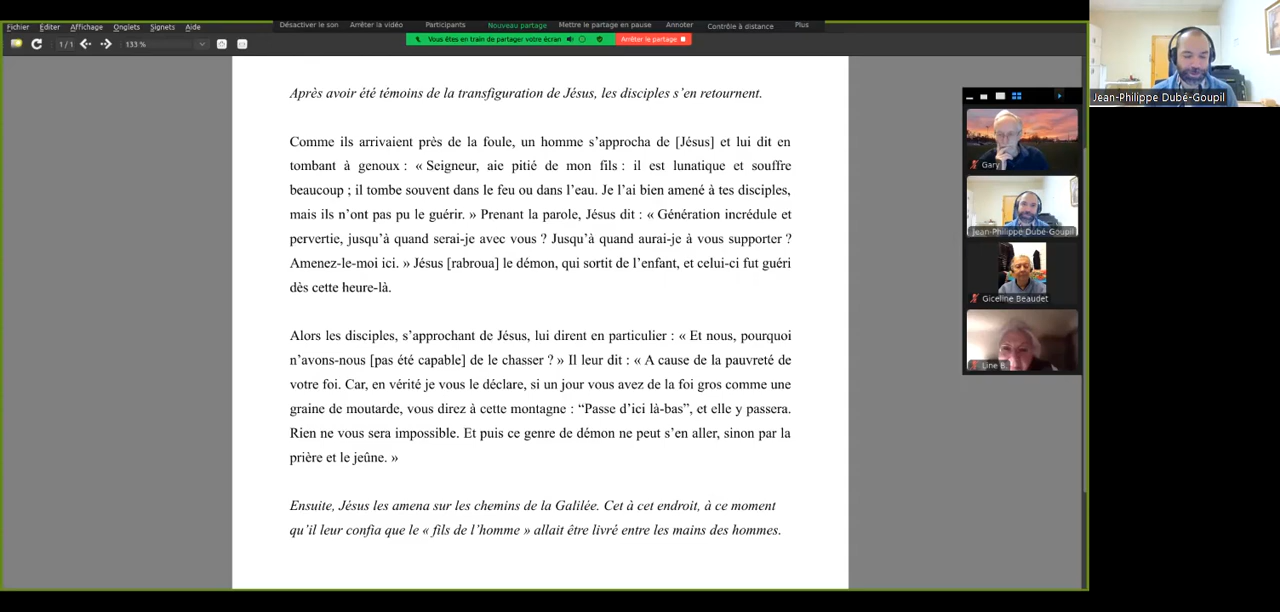 Fichier Éditer Affichage Onglets Signets Aide
Désactiver le son Arrêter la vidéo Participants Nouveau partage Mettre le partage en pause Annoter Contrôle à distance Plus
Vous êtes en train de partager votre écran Arrêter le partage
1 / 1 133 %
Jean-Philippe Dubé-Goupil
Après avoir été témoins de la transfiguration de Jésus, les disciples s’en retournent.
Comme ils arrivaient près de la foule, un homme s’approcha de [Jésus] et lui dit en
tombant à genoux : « Seigneur, aie pitié de mon fils : il est lunatique et souffre
beaucoup ; il tombe souvent dans le feu ou dans l’eau. Je l’ai bien amené à tes disciples,
mais ils n’ont pas pu le guérir. » Prenant la parole, Jésus dit : « Génération incrédule et
pervertie, jusqu’à quand serai-je avec vous ? Jusqu’à quand aurai-je à vous supporter ?
Amenez-le-moi ici. » Jésus [rabroua] le démon, qui sortit de l’enfant, et celui-ci fut guéri
dès cette heure-là.
Alors les disciples, s’approchant de Jésus, lui dirent en particulier : « Et nous, pourquoi
n’avons-nous [pas été capable] de le chasser ? » Il leur dit : « A cause de la pauvreté de
votre foi. Car, en vérité je vous le déclare, si un jour vous avez de la foi gros comme une
graine de moutarde, vous direz à cette montagne : “Passe d’ici là-bas”, et elle y passera.
Rien ne vous sera impossible. Et puis ce genre de démon ne peut s’en aller, sinon par la
prière et le jeûne. »
Ensuite, Jésus les amena sur les chemins de la Galilée. Cet à cet endroit, à ce moment
qu’il leur confia que le « fils de l’homme » allait être livré entre les mains des hommes.
Gary
Jean-Philippe Dubé-Goupil
Giceline Beaudet
Line B.